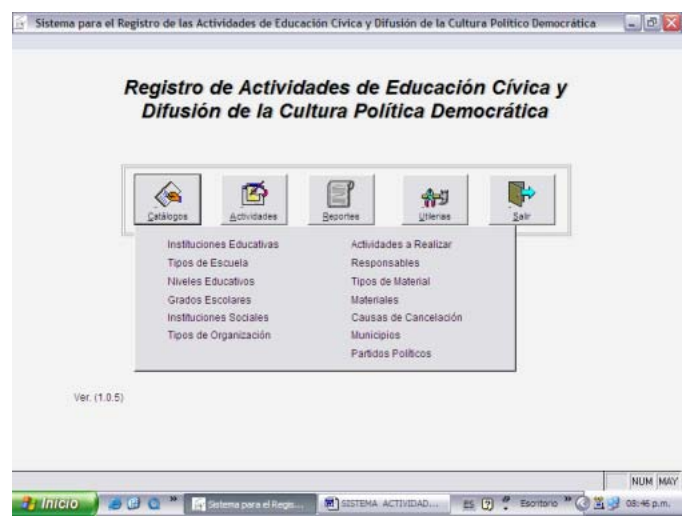 Sistema para el Registro de las Actividades de Educación Cívica y Difusión de la Cultura Político Democrática
Registro de Actividades de Educación Cívica y
Difusión de la Cultura Política Democrática
Catálogos Actividades Reportes Utilerias Salir
Instituciones Educativas
Tipos de Escuela
Niveles Educativos
Grados Escolares
Instituciones Sociales
Tipos de Organización
Actividades a Realizar
Responsables
Tipos de Material
Materiales
Causas de Cancelación
Municipios
Partidos Políticos
Ver. (1.0.5)
NUM MAY
Inicio » Sistema para el Regis... SISTEMA ACTIVIDAD... ES ? Escritorio » 08:46 p.m.